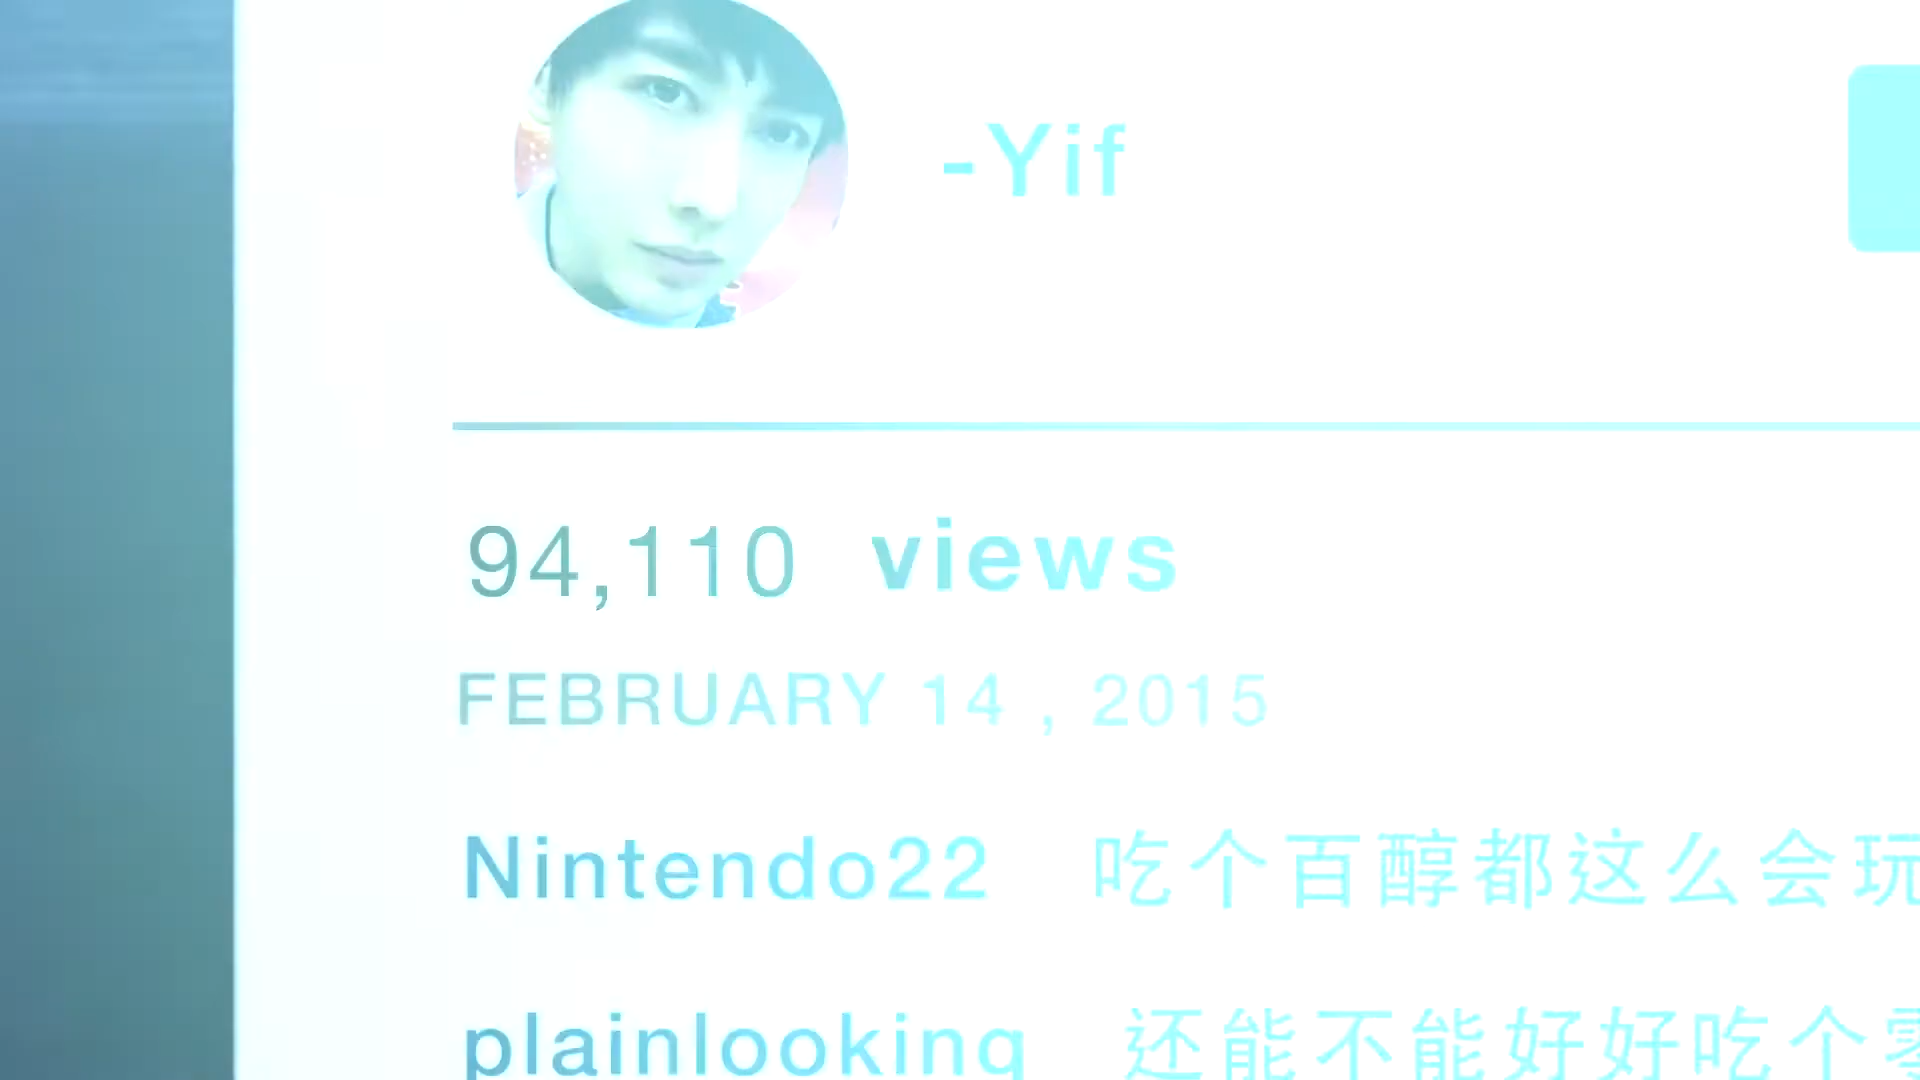 -Yif
94,110 views
FEBRUARY 14 , 2015
Nintendo22 吃个百醇都这么会玩
plainlooking 还能不能好好吃个零